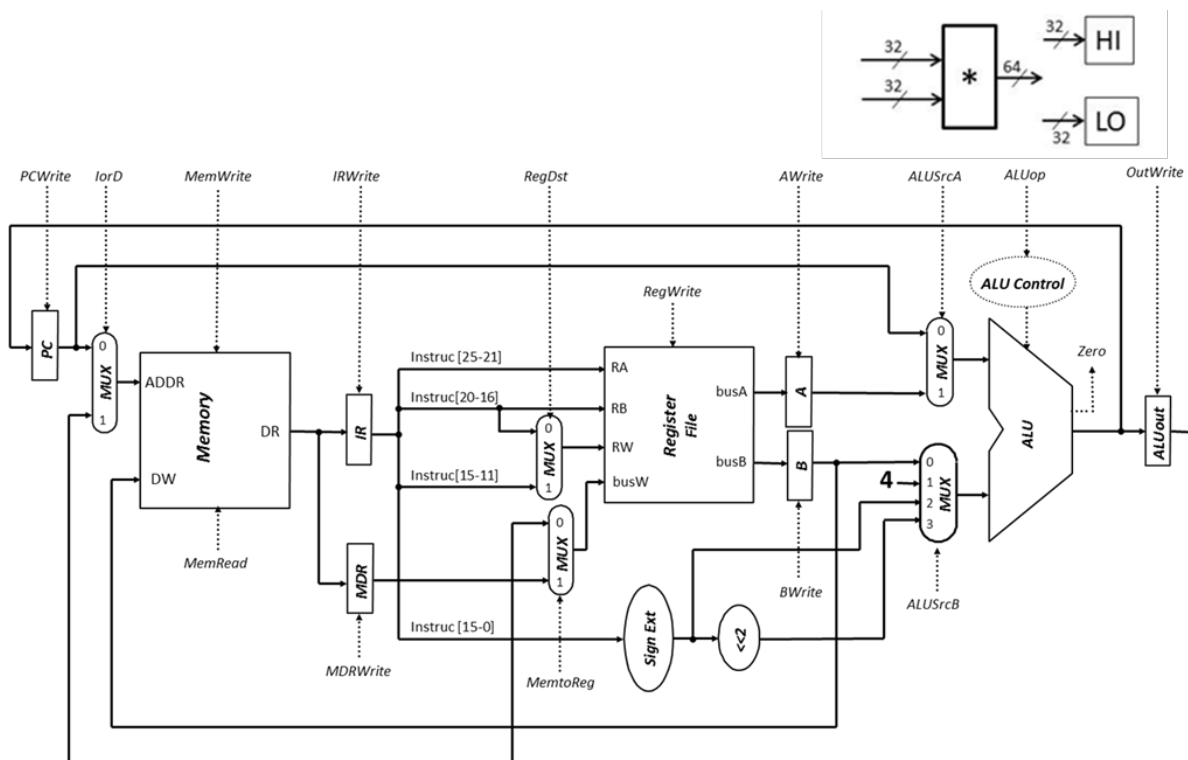 32
HI
32
32
*
64
32
LO
PCWrite
IorD
MemWrite
IRWrite
RegDst
AWrite
ALUSrcA
ALUop
OutWrite
ALU Control
RegWrite
Zero
PC
0
MUX
1
ADDR
Memory
DR
DW
MemRead
IR
MDR
MDRWrite
Instruc [25-21]
Instruc[20-16]
Instruc [15-11]
Instruc [15-0]
0
MUX
1
0
MUX
1
MemtoReg
RA
RB
RW
busW
Register
File
busA
busB
A
B
BWrite
Sign Ext
<<2
0
MUX
1
4
0
1
2
3
MUX
ALUSrcB
ALU
ALUout